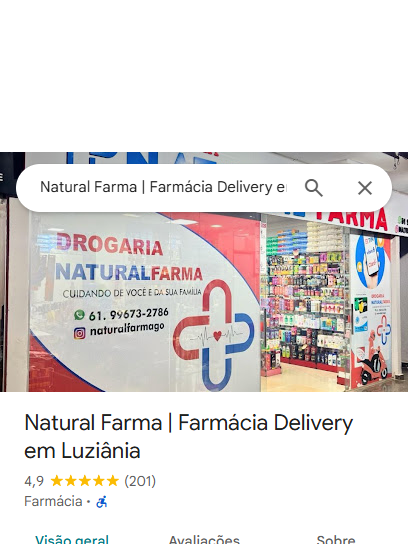 Natural Farma | Farmácia Delivery e
FARMA
DROGARIA
NATURALFARMA
CUIDANDO DE VOCÊ E DA SUA FAMÍLIA
61. 99673-2786
naturalfarmago
Natural Farma | Farmácia Delivery
em Luziânia
4,9 (201)
Farmácia ·
Visão geral Avaliações Sobre